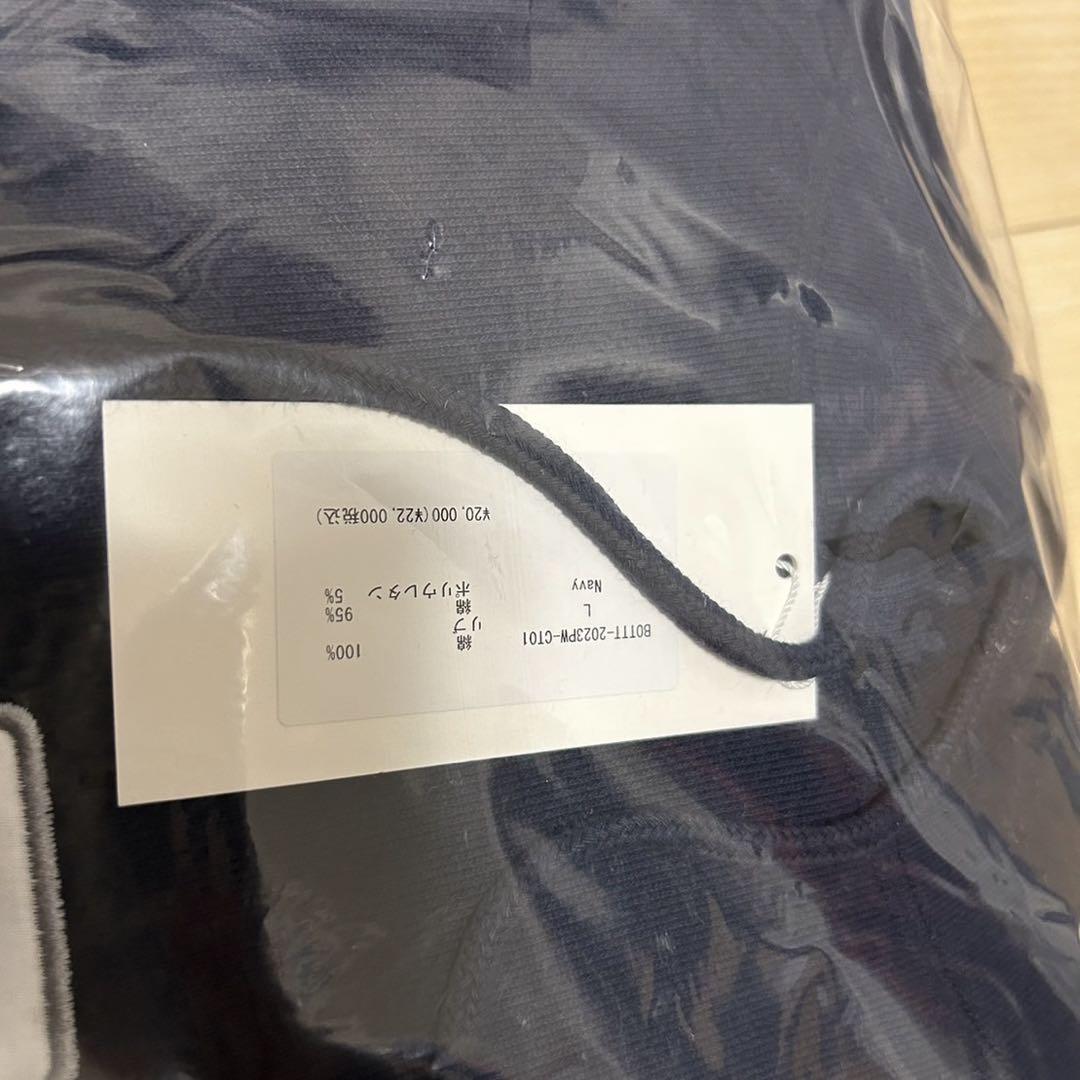 BOTTT-2023PW-CT01
L
Navy
綿 100%
リブ
綿 95%
ポリウレタン 5%
¥20,000(¥22,000税込)